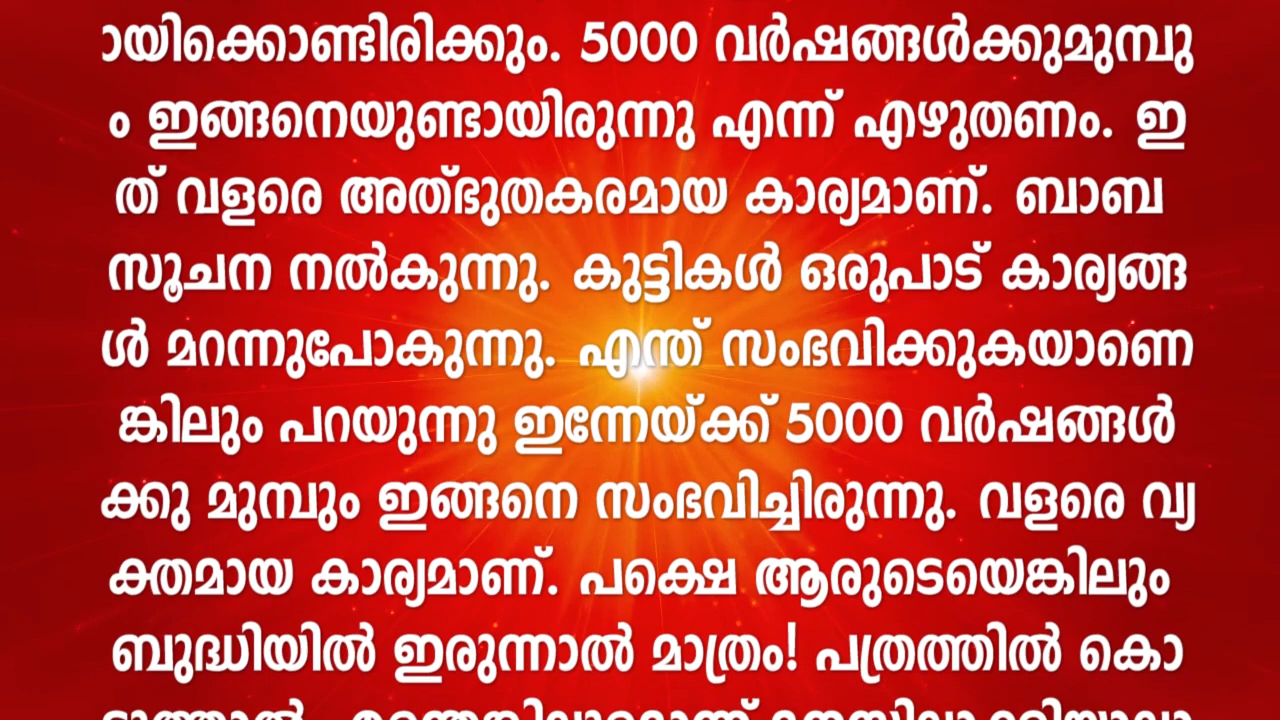 ായിക്കൊണ്ടിരിക്കും. 5000 വർഷങ്ങൾക്കുമുമ്പു
ം ഇങ്ങനെയുണ്ടായിരുന്നു എന്ന് എഴുതണം. ഇ
ത് വളരെ അത്ഭുതകരമായ കാര്യമാണ്. ബാബ
സൂചന നൽകുന്നു. കുട്ടികൾ ഒരുപാട് കാര്യങ്ങ
ൾ മറന്നുപോകുന്നു. എന്ത് സംഭവിക്കുകയാണെ
ങ്കിലും പറയുന്നു ഇന്നേയ്ക്ക് 5000 വർഷങ്ങൾ
ക്കു മുമ്പും ഇങ്ങനെ സംഭവിച്ചിരുന്നു. വളരെ വ്യ
ക്തമായ കാര്യമാണ്. പക്ഷെ ആരുടെയെങ്കിലും
ബുദ്ധിയിൽ ഇരുന്നാൽ മാത്രം! പത്രത്തിൽ കൊ